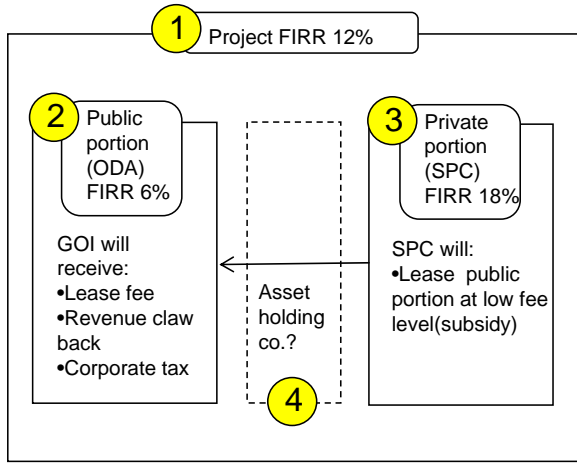 1
Project FIRR 12%
2
Public
portion
(ODA)
FIRR 6%
GOI will
receive:
•Lease fee
•Revenue claw
back
•Corporate tax
Asset
holding
co.?
4
3
Private
portion
(SPC)
FIRR 18%
SPC will:
•Lease public
portion at low fee
level(subsidy)